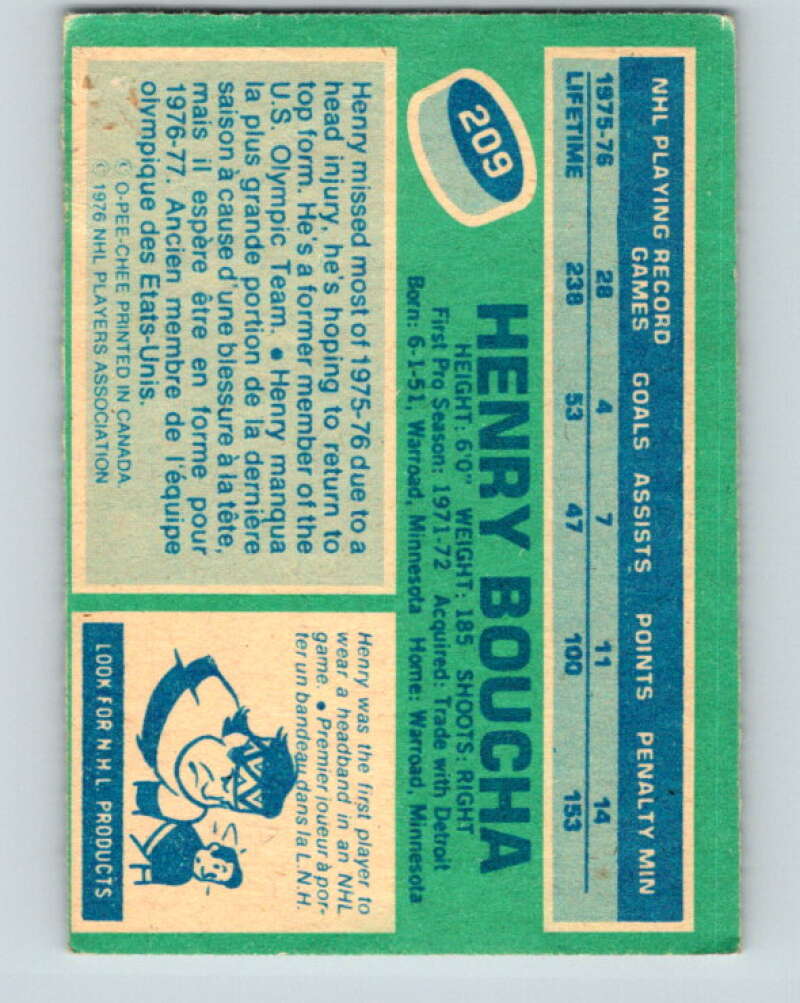 209
HENRY BOUCHA
HEIGHT: 6'0" WEIGHT: 185 SHOOTS: RIGHT
First Pro Season: 1971-72 Acquired: Trade with Detroit
Born: 6-1-51, Warroad, Minnesota Home: Warroad, Minnesota
NHL PLAYING RECORD
GAMES GOALS ASSISTS POINTS PENALTY MIN
1975-76 28 4 7 11 14
LIFETIME 238 53 47 100 153
Henry missed most of 1975-76 due to a
head injury, he's hoping to return to
top form. He's a former member of the
U.S. Olympic Team. • Henry manqua
la plus grande portion de la dernière
saison à cause d'une blessure à la tête,
mais il espère être en forme pour
1976-77. Ancien membre de l'équipe
olympique des Etats-Unis.
© O-PEE-CHEE PRINTED IN CANADA
© 1976 NHL PLAYERS ASSOCIATION
Henry was the first player to
wear a headband in an NHL
game. • Premier joueur à por-
ter un bandeau dans la L.N.H.
LOOK FOR N.H.L. PRODUCTS